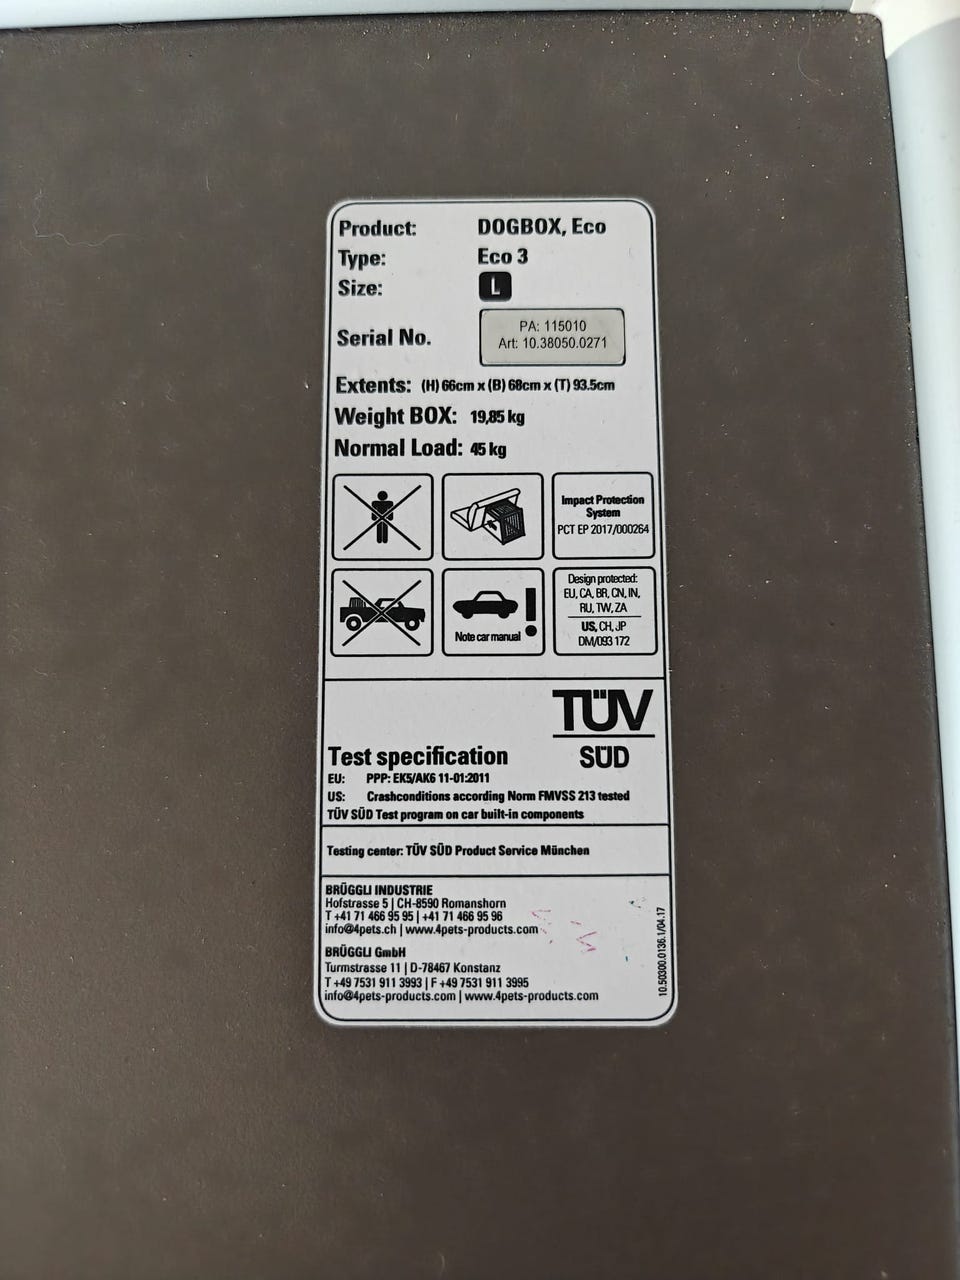 Product: DOGBOX, Eco
Type: Eco 3
Size: L
Serial No. PA: 115010
Art: 10.38050.0271
Extents: (H) 66cm x (B) 68cm x (T) 93.5cm
Weight BOX: 19,85 kg
Normal Load: 45 kg
Impact Protection
System
PCT EP 2017/000264
Note car manual !
Design protected:
EU, CA, BR, CN, IN,
RU, TW, ZA
US, CH, JP
DM/093 172
TÜV
SÜD
Test specification
EU: PPP: EK5/AK6 11-01:2011
US: Crashconditions according Norm FMVSS 213 tested
TÜV SÜD Test program on car built-in components
Testing center: TÜV SÜD Product Service München
BRÜGGLI INDUSTRIE
Hofstrasse 5 | CH-8590 Romanshorn
T +41 71 466 95 95 | +41 71 466 95 96
info@4pets.ch | www.4pets-products.com
BRÜGGLI GmbH
Turmstrasse 11 | D-78467 Konstanz
T +49 7531 911 3993 | F +49 7531 911 3995
info@4pets-products.com | www.4pets-products.com
10.50300.0136.1/04.17